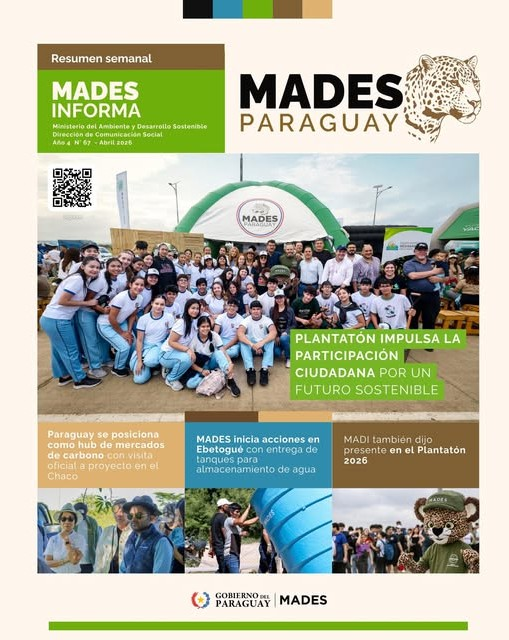 Resumen semanal
MADES
INFORMA
Ministerio del Ambiente y Desarrollo Sostenible
Dirección de Comunicación Social
Año 4 N° 67 - Abril 2026
MADES
PARAGUAY
MADES
PARAGUAY
PLANTATÓN IMPULSA LA
PARTICIPACIÓN
CIUDADANA POR UN
FUTURO SOSTENIBLE
Paraguay se posiciona
como hub de mercados
de carbono con visita
oficial a proyecto en el
Chaco
MADES inicia acciones en
Ebetogué con entrega de
tanques para
almacenamiento de agua
MADI también dijo
presente en el Plantatón
2026
MADES
GOBIERNO DEL
PARAGUAY
MADES